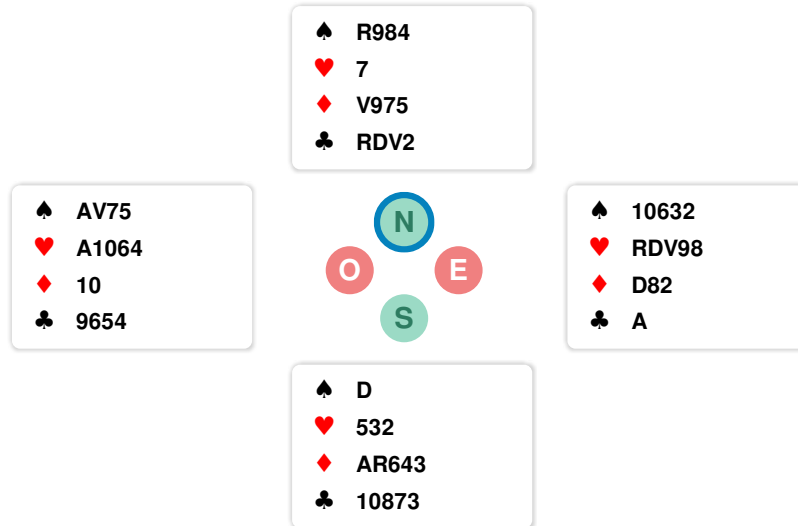 ♠ R984
♥ 7
♦ V975
♣ RDV2
♠ AV75
♥ A1064
♦ 10
♣ 9654
N
O E
S
♠ 10632
♥ RDV98
♦ D82
♣ A
♠ D
♥ 532
♦ AR643
♣ 10873